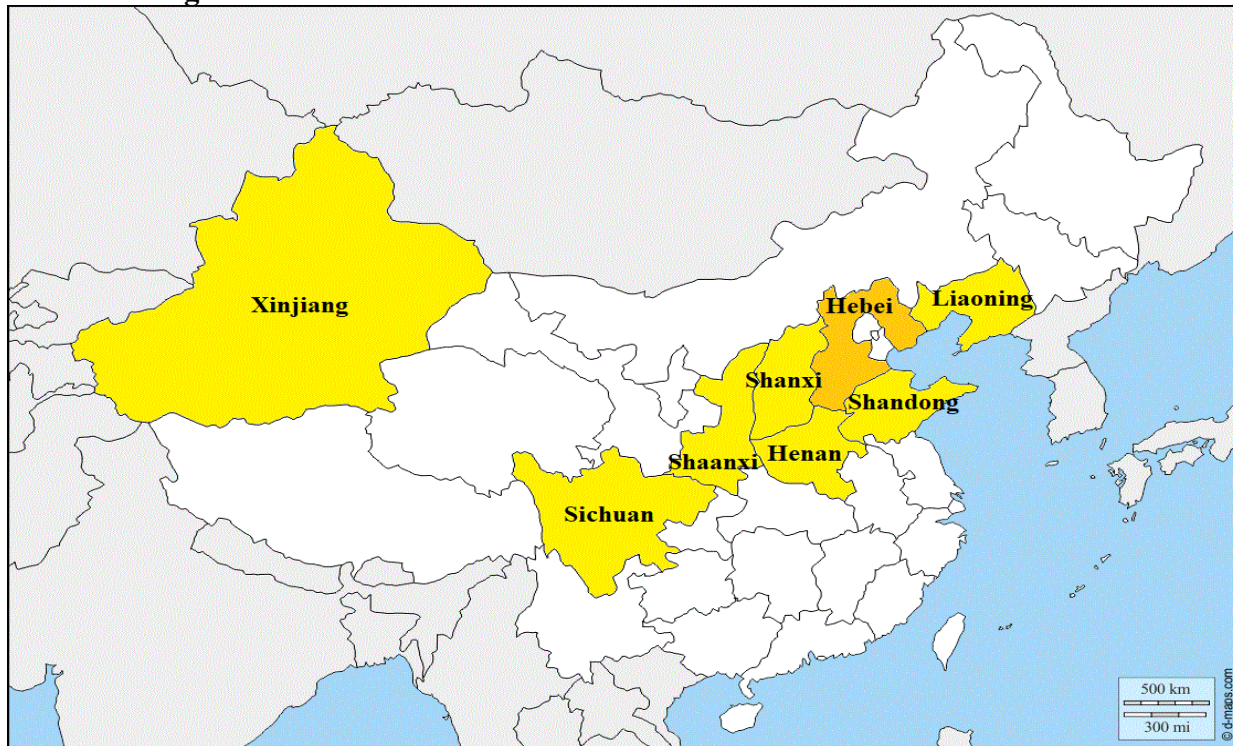 Xinjiang
Hebei
Liaoning
Shanxi
Shandong
Shaanxi
Henan
Sichuan
500 km
300 mi
© d-maps.com